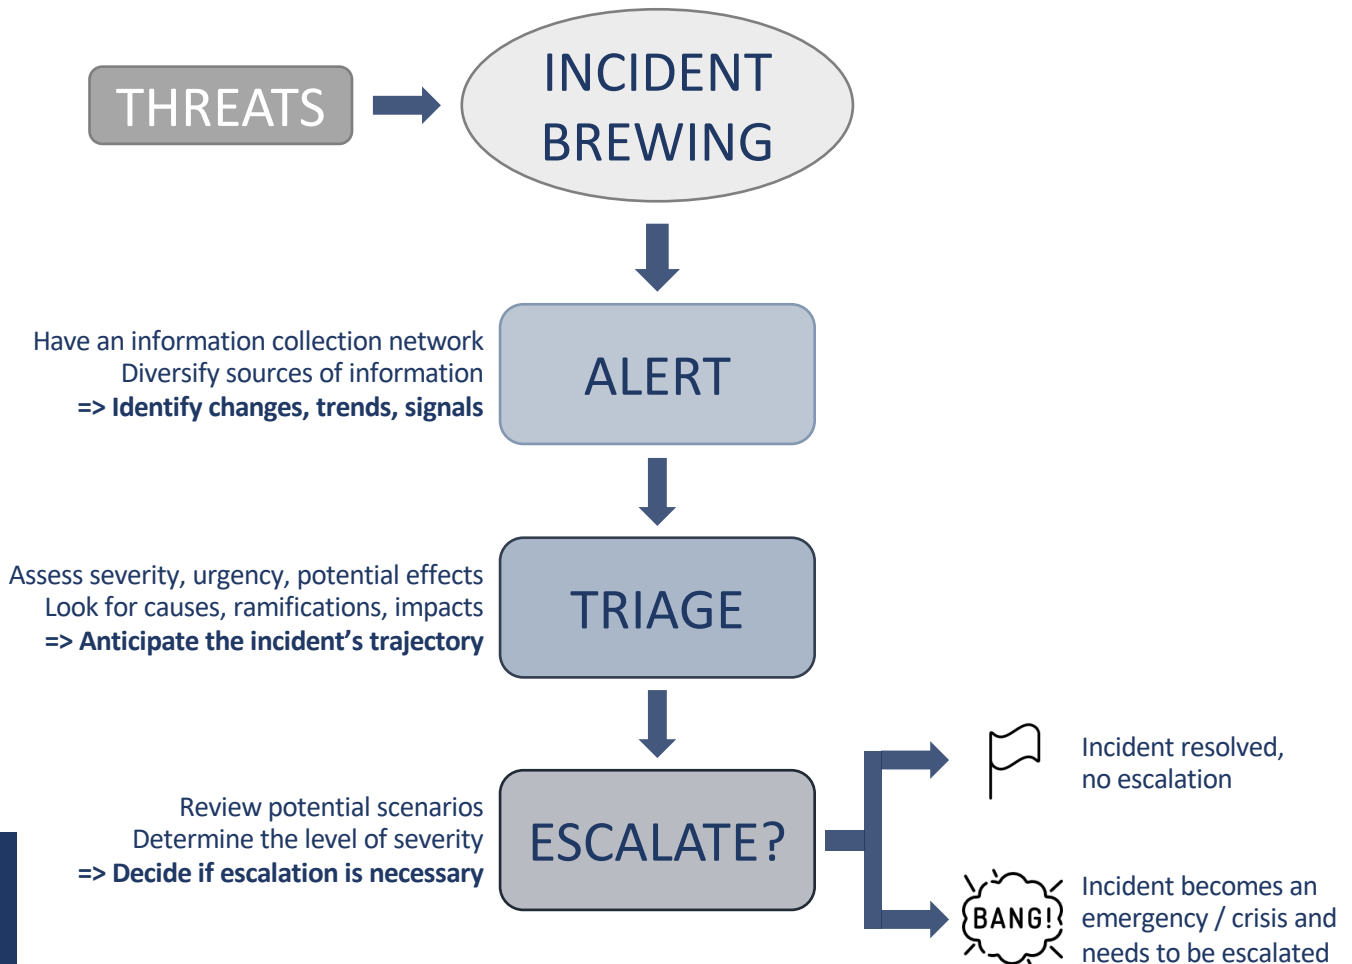 THREATS
INCIDENT
BREWING
Have an information collection network
Diversify sources of information
=> Identify changes, trends, signals
ALERT
Assess severity, urgency, potential effects
Look for causes, ramifications, impacts
=> Anticipate the incident's trajectory
TRIAGE
Review potential scenarios
Determine the level of severity
=> Decide if escalation is necessary
ESCALATE?
Incident resolved,
no escalation
BANG!
Incident becomes an
emergency / crisis and
needs to be escalated